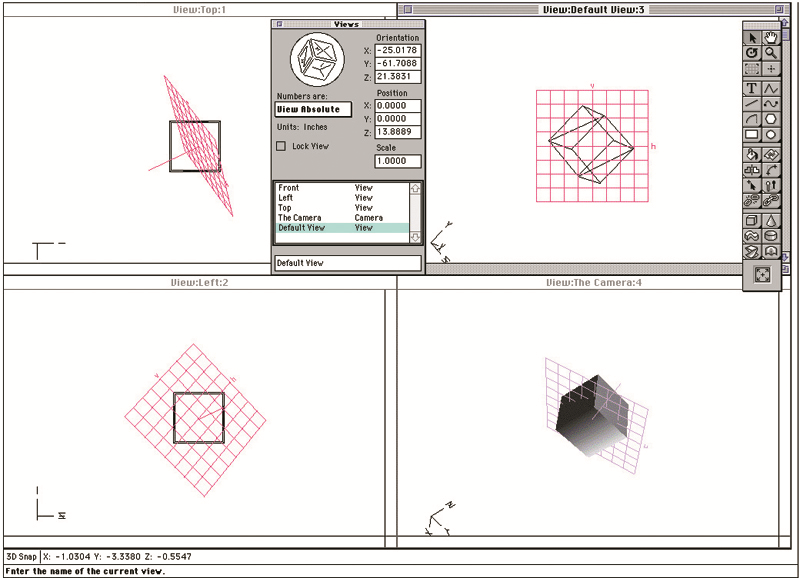 View:Top:1
View:Default View:3
Views
Orientation
X: -25.0178
Y: -61.7088
Z: 21.3831
Numbers are:
View Absolute
Position
X: 0.0000
Y: 0.0000
Z: 13.8889
Units: Inches
Lock View
Scale
1.0000
Front View
Left View
Top View
The Camera Camera
Default View View
Default View
T
h
Y
View:Left:2
View:The Camera:4
v
h
Z
Y
3D Snap X: -1.0304 Y: -3.3380 Z: -0.5547
Enter the name of the current view.